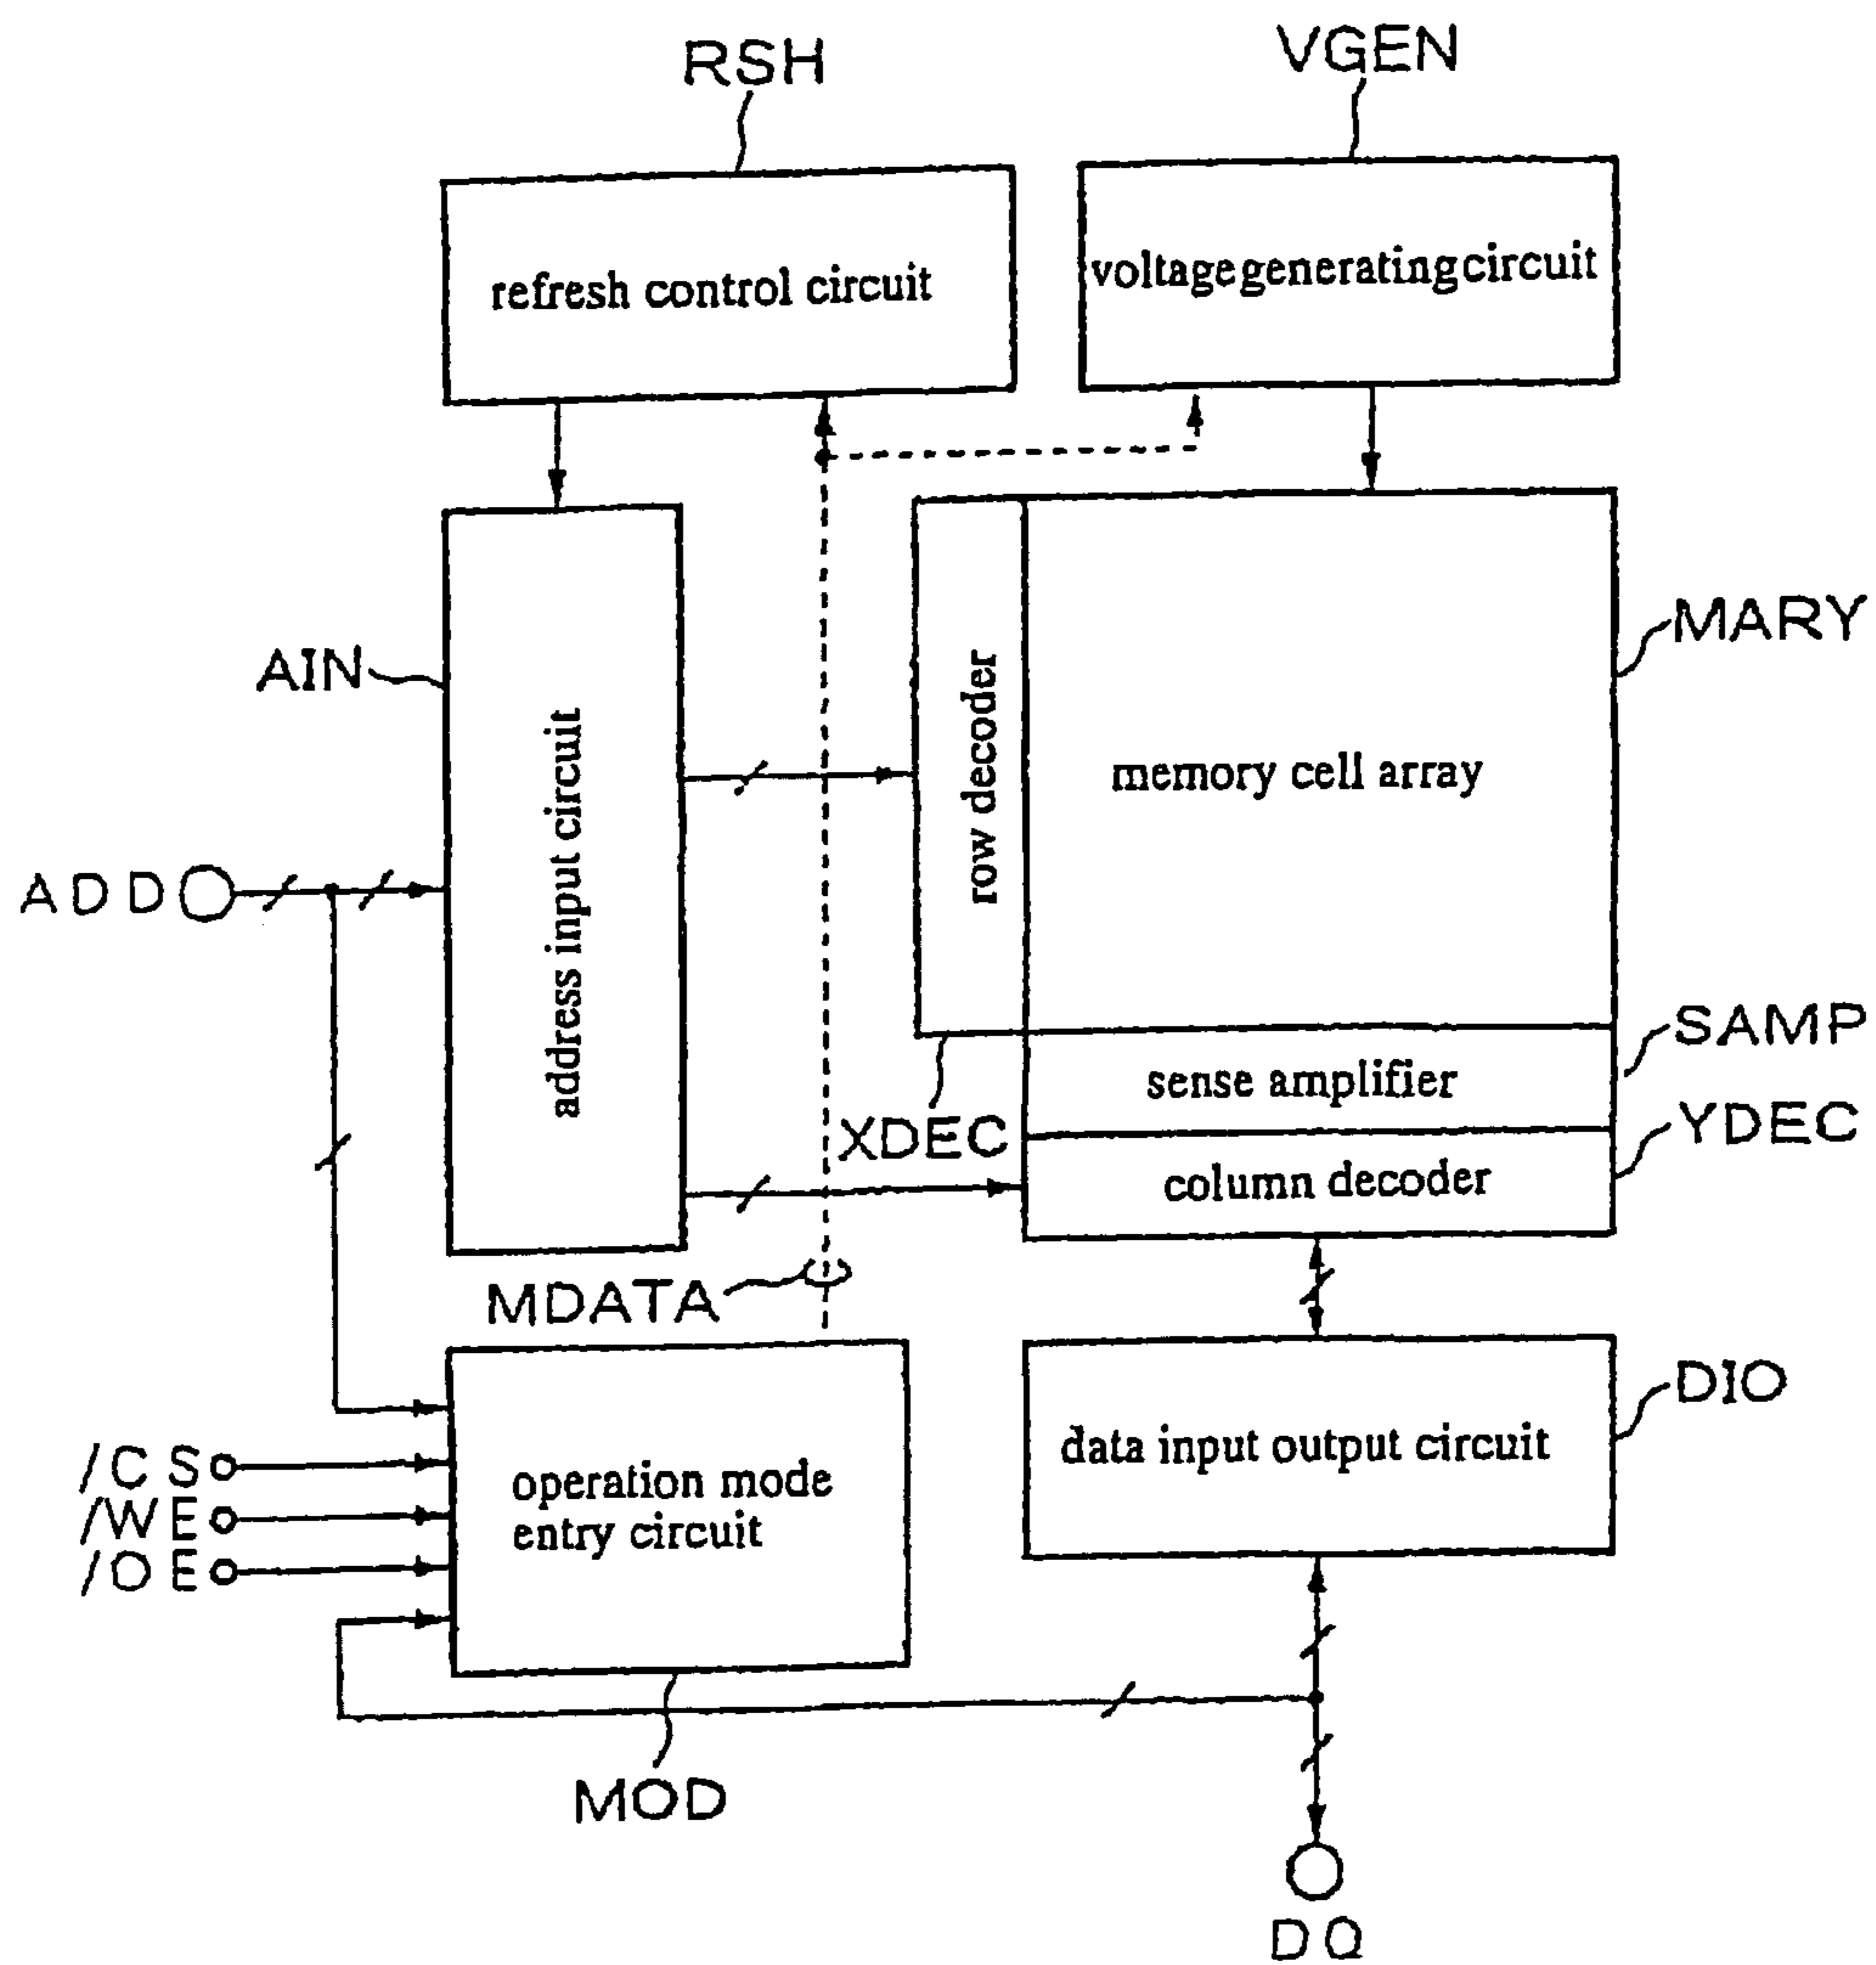 RSH
VGEN
refresh control circuit
voltage generating circuit
AIN
address input circuit
row decoder
memory cell array
MARY
ADD
SAMP
sense amplifier
XDEC
YDEC
column decoder
MDATA
DIO
data input output circuit
/CS
/WE
/OE
operation mode
entry circuit
MOD
DQ